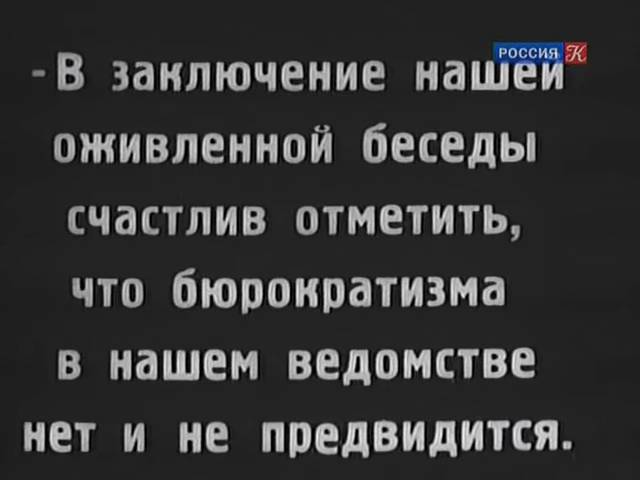 РОССИЯ К
- В заключение нашей
оживленной беседы
счастлив отметить,
что бюрократизма
в нашем ведомстве
нет и не предвидится.